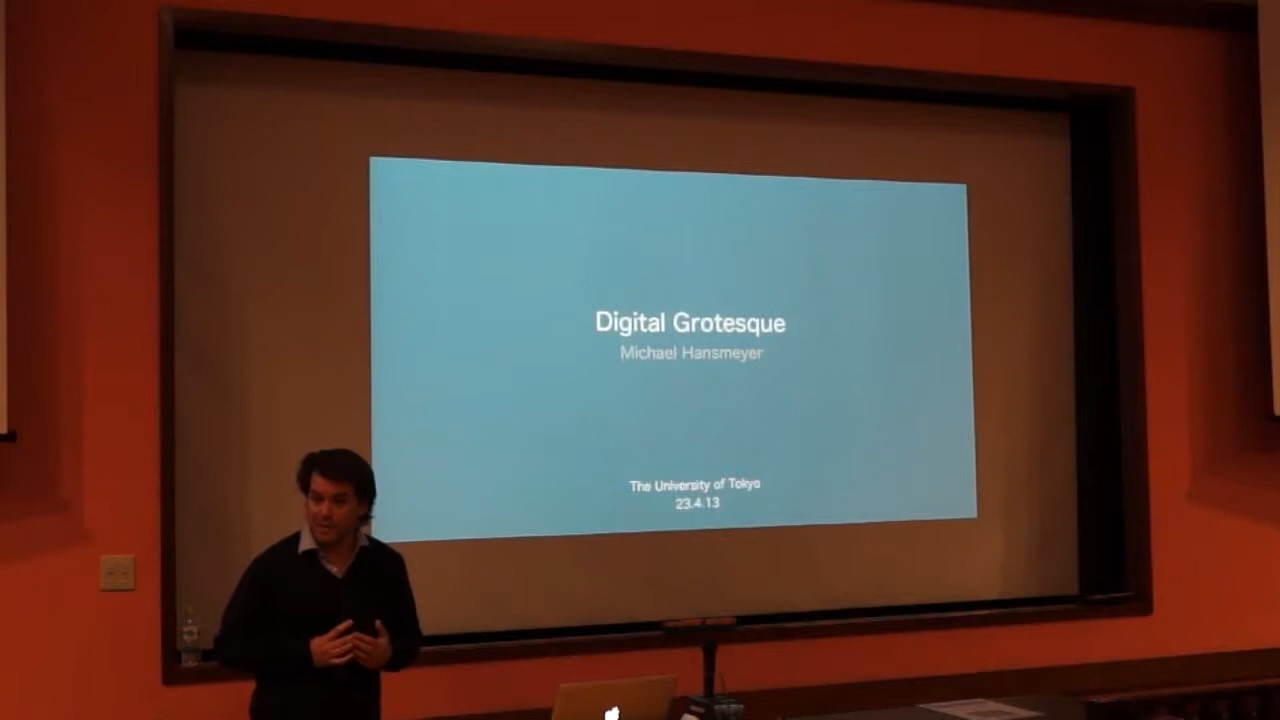 Digital Grotesque
Michael Hansmeyer
The University of Tokyo
23.4.13